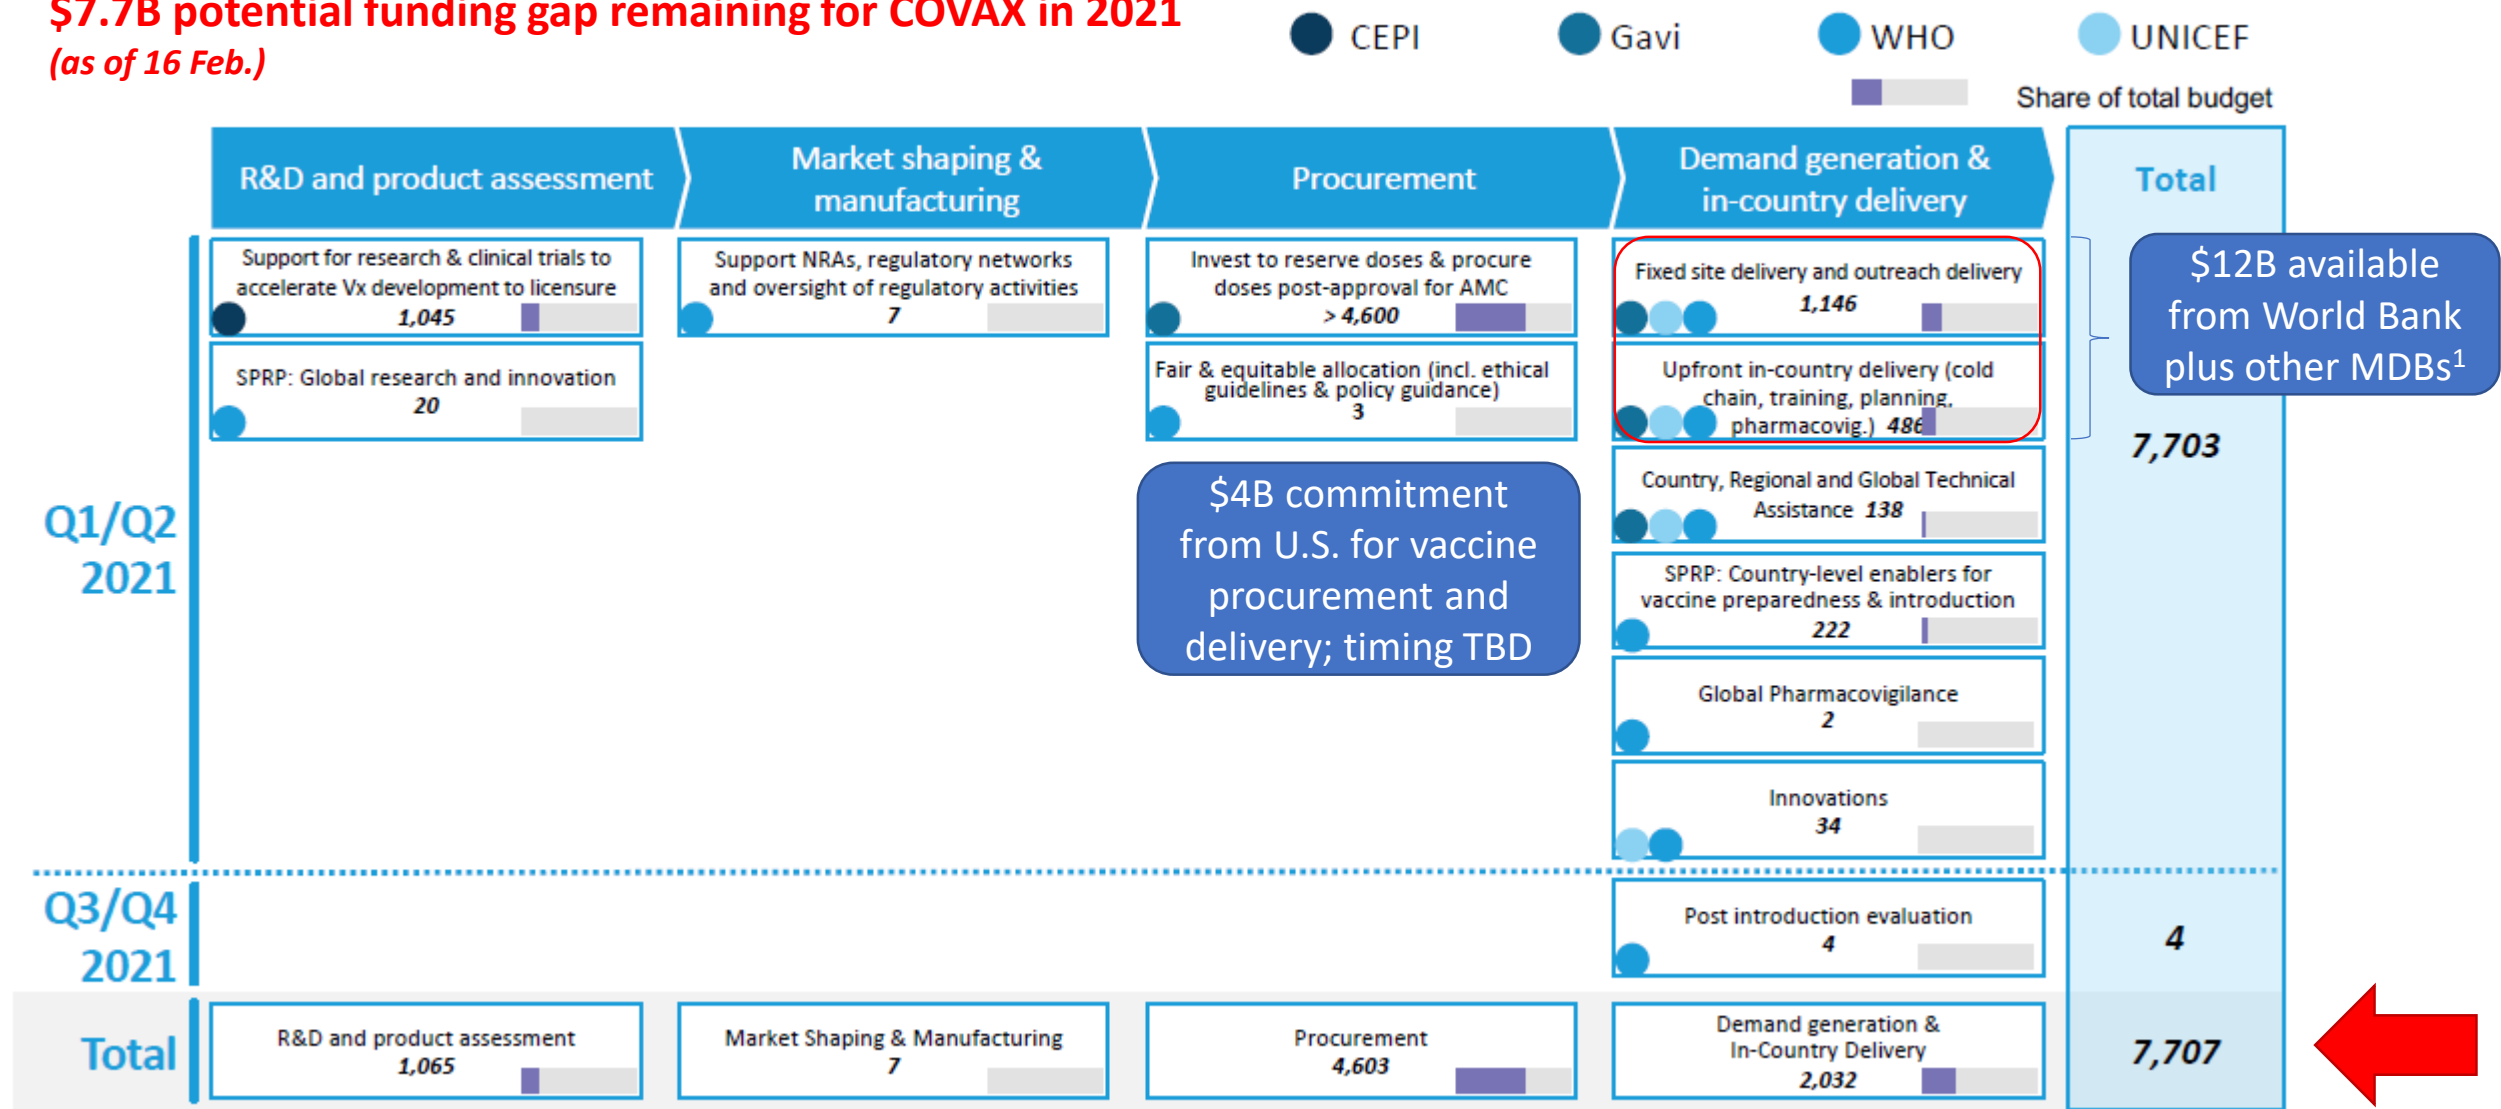 $7.7B potential funding gap remaining for COVAX in 2021
(as of 16 Feb.)
CEPI
Gavi
WHO
UNICEF
Share of total budget
R&D and product assessment
Market shaping &
manufacturing
Procurement
Demand generation &
in-country delivery
Total
Q1/Q2
2021
Support for research & clinical trials to
accelerate Vx development to licensure
1,045
SPRP: Global research and innovation
20
Support NRAs, regulatory networks
and oversight of regulatory activities
7
Invest to reserve doses & procure
doses post-approval for AMC
> 4,600
Fair & equitable allocation (incl. ethical
guidelines & policy guidance)
3
$4B commitment
from U.S. for vaccine
procurement and
delivery; timing TBD
Fixed site delivery and outreach delivery
1,146
Upfront in-country delivery (cold
chain, training, planning,
pharmacovig.) 486
Country, Regional and Global Technical
Assistance 138
SPRP: Country-level enablers for
vaccine preparedness & introduction
222
Global Pharmacovigilance
2
Innovations
34
$12B available
from World Bank
plus other MDBs¹
7,703
Q3/Q4
2021
Post introduction evaluation
4
4
Total
R&D and product assessment
1,065
Market Shaping & Manufacturing
7
Procurement
4,603
Demand generation &
In-Country Delivery
2,032
7,707